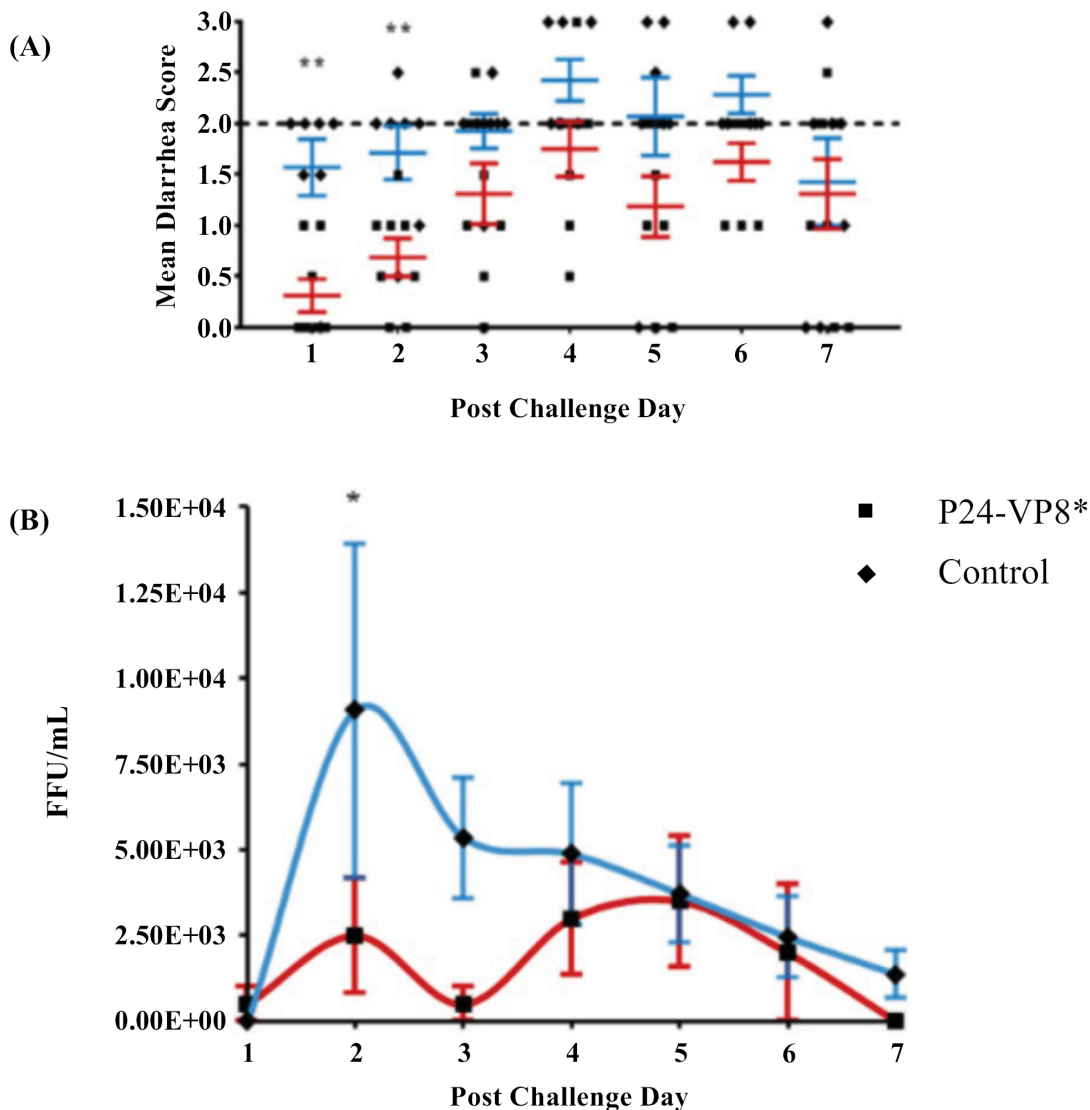 (A)
Mean DIarrhea Score
3.0
2.5
2.0
1.5
1.0
0.5
0.0
**
**
1 2 3 4 5 6 7
Post Challenge Day
(B)
FFU/mL
1.50E+04
1.25E+04
1.00E+04
7.50E+03
5.00E+03
2.50E+03
0.00E+00
*
1 2 3 4 5 6 7
Post Challenge Day
P24-VP8*
Control